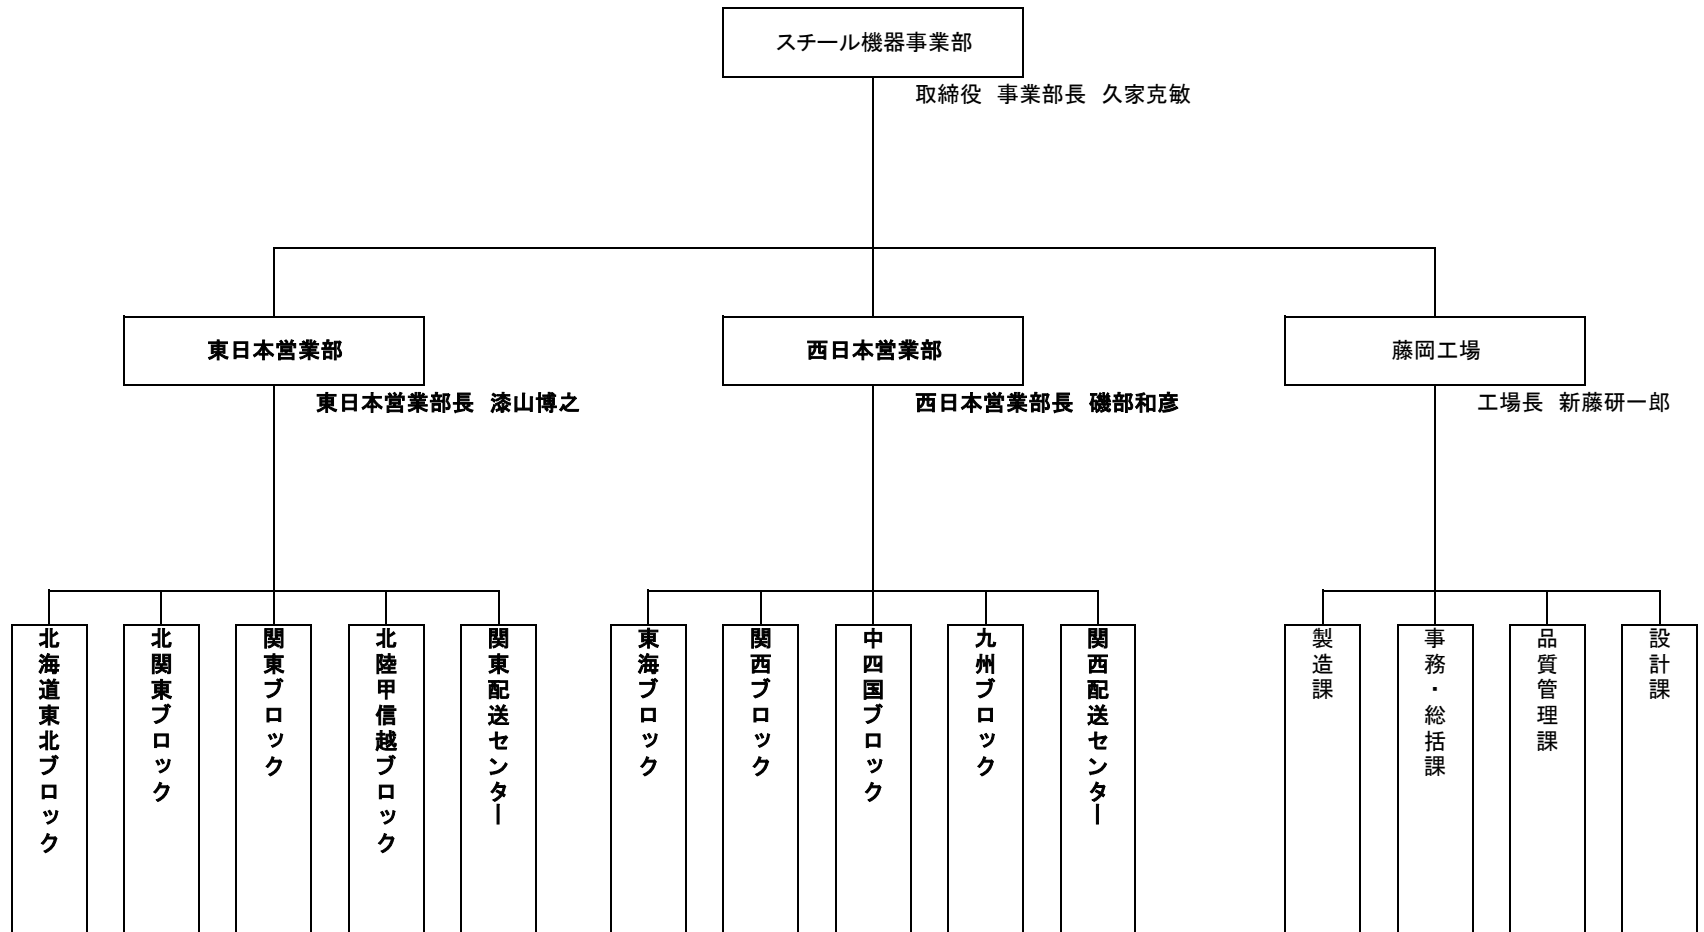 スチール機器事業部
取締役　事業部長　久家克敏
東日本営業部
東日本営業部長　漆山博之
西日本営業部
西日本営業部長　磯部和彦
藤岡工場
工場長　新藤研一郎
北海道東北ブロック
北関東ブロック
関東ブロック
北陸甲信越ブロック
関東配送センター
東海ブロック
関西ブロック
中四国ブロック
九州ブロック
関西配送センター
製造課
事務・総括課
品質管理課
設計課